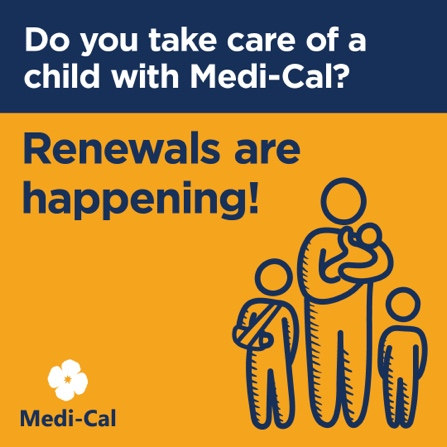 Do you take care of a
child with Medi-Cal?
Renewals are
happening!
Medi-Cal